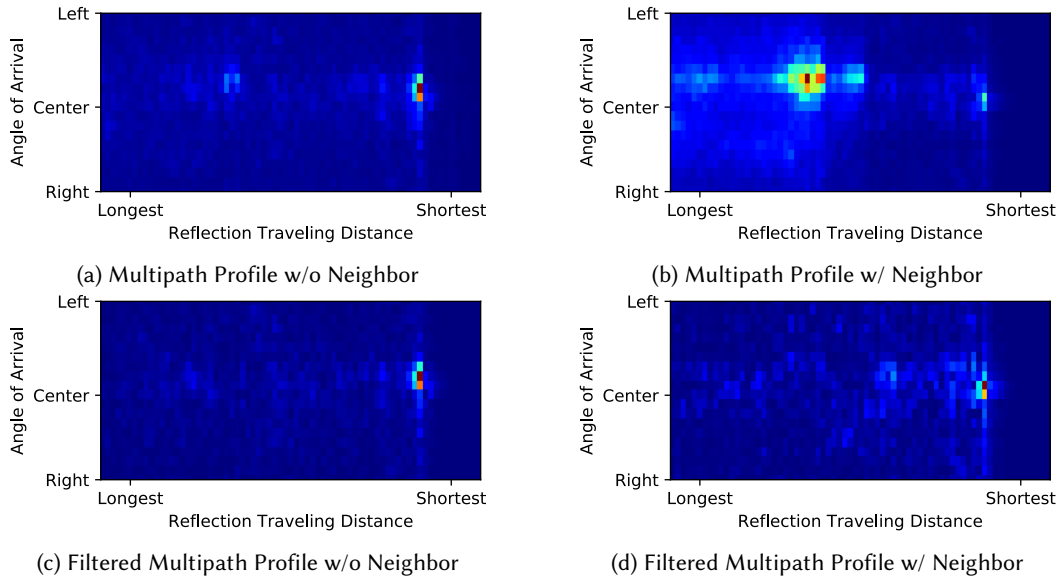 Left
Angle of Arrival
Center
Right
Longest
Shortest
Reflection Traveling Distance
(a) Multipath Profile w/o Neighbor
Left
Angle of Arrival
Center
Right
Longest
Shortest
Reflection Traveling Distance
(b) Multipath Profile w/ Neighbor
Left
Angle of Arrival
Center
Right
Longest
Shortest
Reflection Traveling Distance
(c) Filtered Multipath Profile w/o Neighbor
Left
Angle of Arrival
Center
Right
Longest
Shortest
Reflection Traveling Distance
(d) Filtered Multipath Profile w/ Neighbor